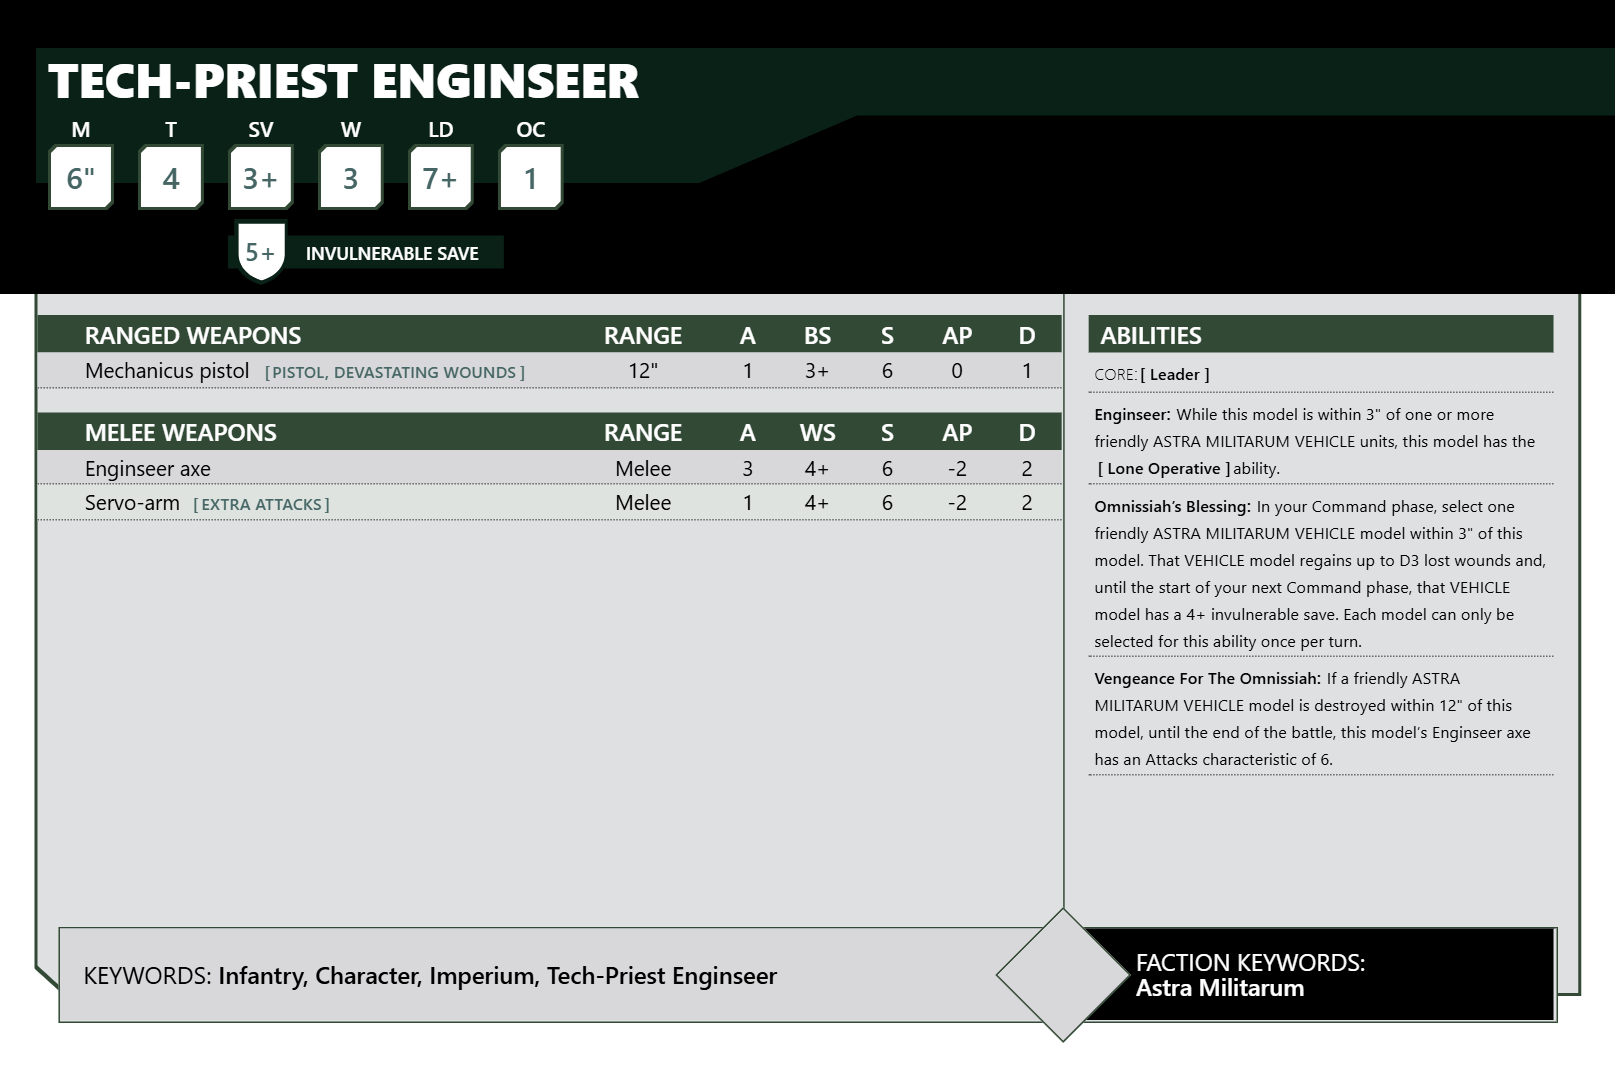 TECH-PRIEST ENGINSEER
M T SV W LD OC
6" 4 3+ 3 7+ 1
5+ INVULNERABLE SAVE
RANGED WEAPONS RANGE A BS S AP D
Mechanicus pistol [PISTOL, DEVASTATING WOUNDS] 12" 1 3+ 6 0 1
MELEE WEAPONS RANGE A WS S AP D
Enginseer axe Melee 3 4+ 6 -2 2
Servo-arm [EXTRA ATTACKS] Melee 1 4+ 6 -2 2
ABILITIES
CORE: [ Leader ]
Enginseer: While this model is within 3" of one or more
friendly ASTRA MILITARUM VEHICLE units, this model has the
[ Lone Operative ] ability.
Omnissiah’s Blessing: In your Command phase, select one
friendly ASTRA MILITARUM VEHICLE model within 3" of this
model. That VEHICLE model regains up to D3 lost wounds and,
until the start of your next Command phase, that VEHICLE
model has a 4+ invulnerable save. Each model can only be
selected for this ability once per turn.
Vengeance For The Omnissiah: If a friendly ASTRA
MILITARUM VEHICLE model is destroyed within 12" of this
model, until the end of the battle, this model’s Enginseer axe
has an Attacks characteristic of 6.
KEYWORDS: Infantry, Character, Imperium, Tech-Priest Enginseer
FACTION KEYWORDS:
Astra Militarum